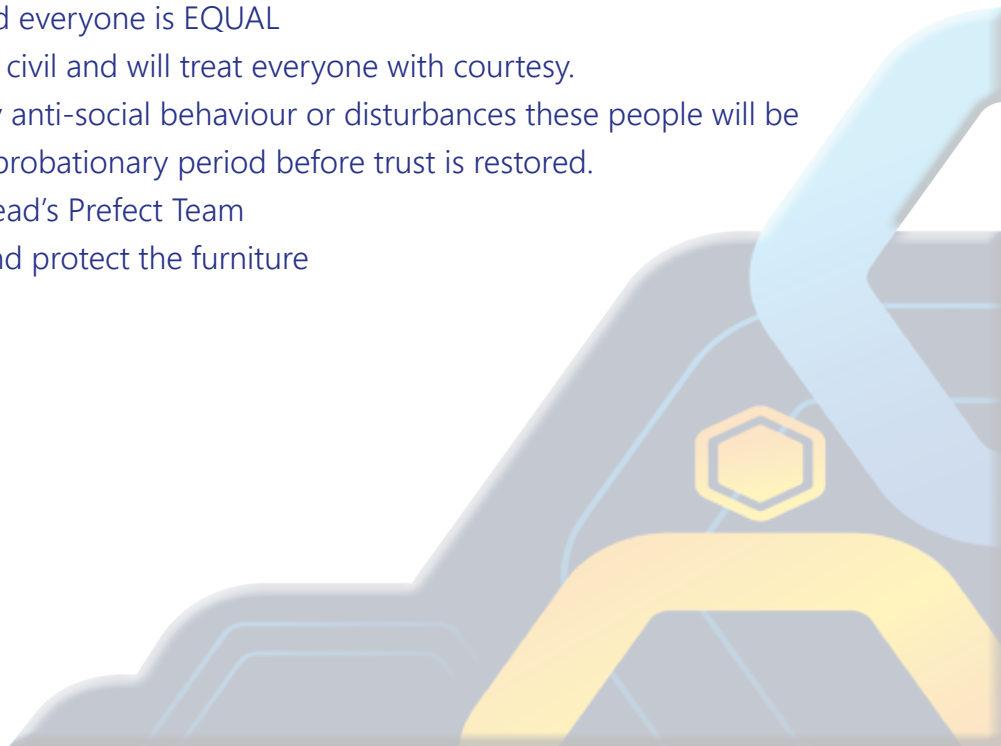 everyone is EQUAL
civil and will treat everyone with courtesy.
anti-social behaviour or disturbances these people will be
probationary period before trust is restored.
ead's Prefect Team
nd protect the furniture